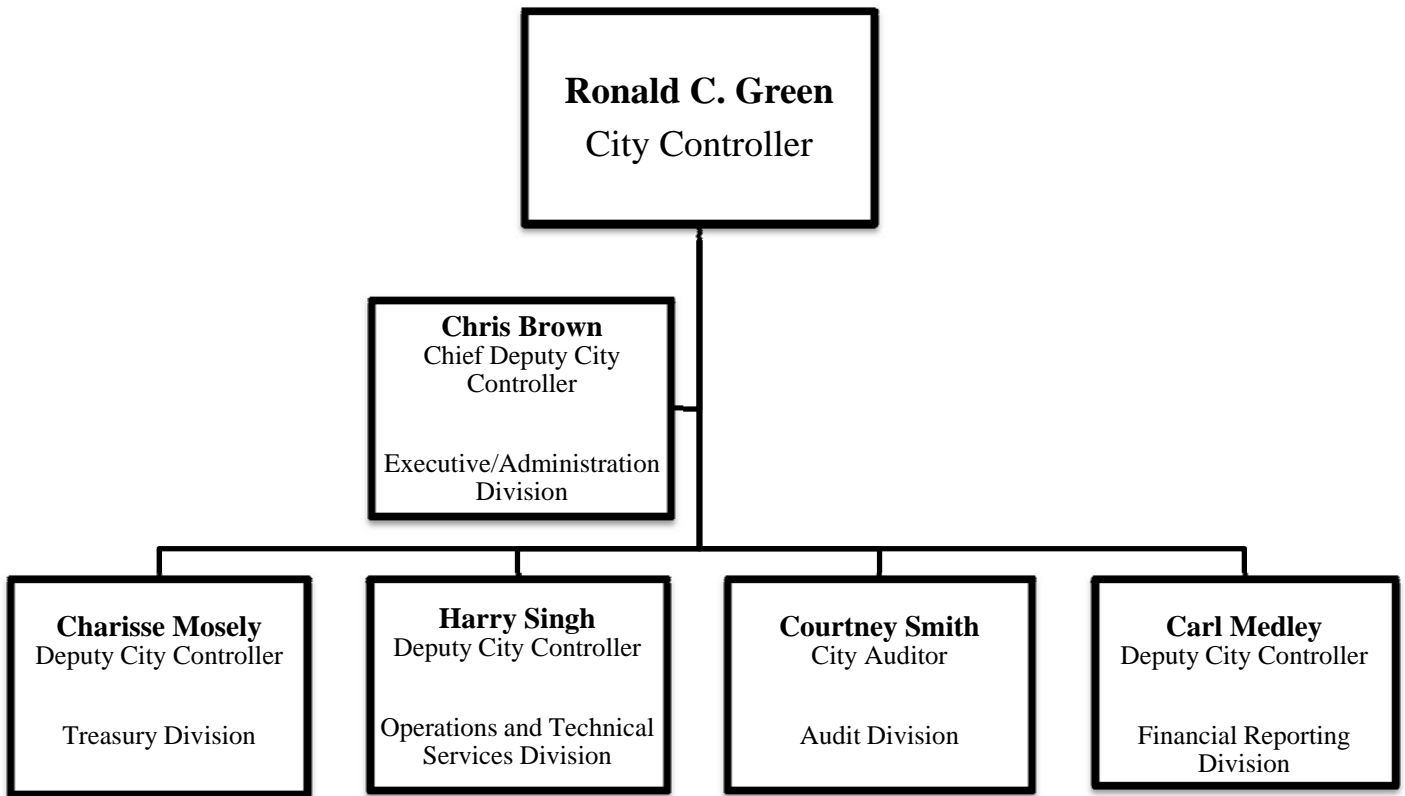 Ronald C. Green
City Controller
Chris Brown
Chief Deputy City
Controller
Executive/Administration
Division
Charisse Mosely
Deputy City Controller
Treasury Division
Harry Singh
Deputy City Controller
Operations and Technical
Services Division
Courtney Smith
City Auditor
Audit Division
Carl Medley
Deputy City Controller
Financial Reporting
Division